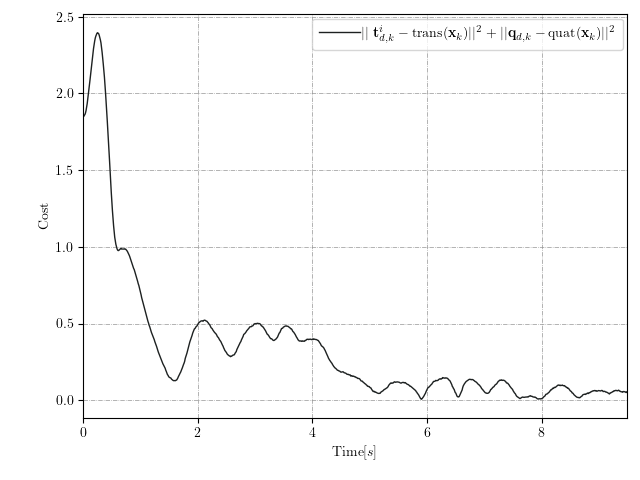 2.5
|| t^i_{d,k} − trans(x_k)||^2 + ||q_{d,k} − quat(x_k)||^2
2.0
1.5
1.0
0.5
0.0
Cost
0 2 4 6 8
Time[s]